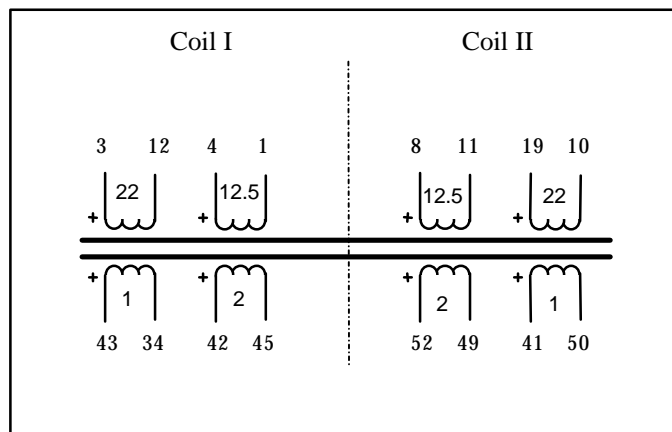 Coil I Coil II
3 12 4 1 8 11 19 10
22 12.5 12.5 22
+ + + +
+ + + +
1 2 2 1
43 34 42 45 52 49 41 50